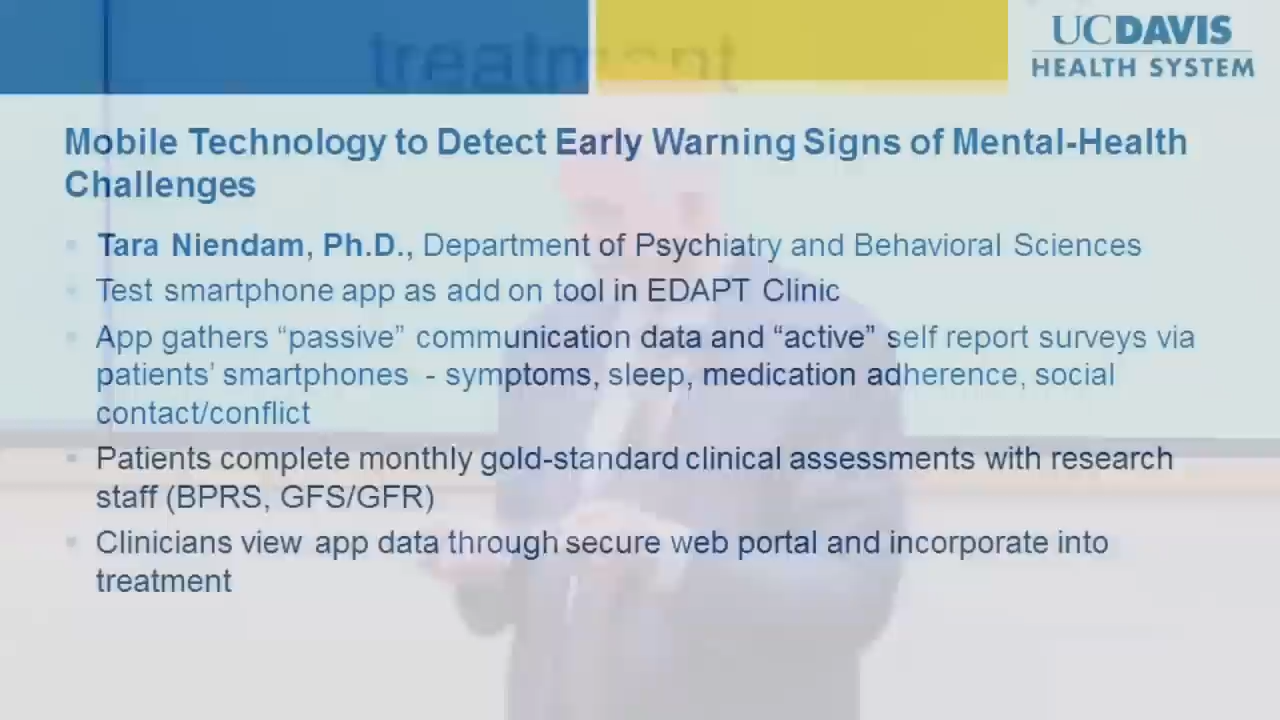 treatment
UCDAVIS
HEALTH SYSTEM
Mobile Technology to Detect Early Warning Signs of Mental-Health
Challenges
Tara Niendam, Ph.D., Department of Psychiatry and Behavioral Sciences
Test smartphone app as add on tool in EDAPT Clinic
App gathers “passive” communication data and “active” self report surveys via
patients’ smartphones - symptoms, sleep, medication adherence, social
contact/conflict
Patients complete monthly gold-standard clinical assessments with research
staff (BPRS, GFS/GFR)
Clinicians view app data through secure web portal and incorporate into
treatment